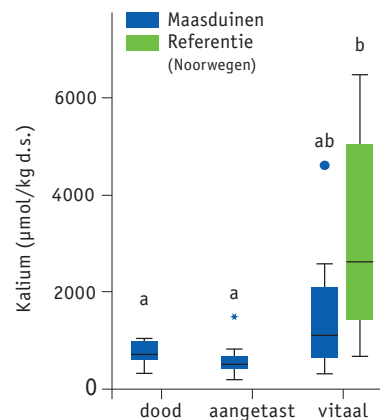 Maasduinen
Referentie
(Noorwegen)
Kalium (µmol/kg d.s.)
6000
4000
2000
0
a
a
ab
b
dood
aangetast
vitaal